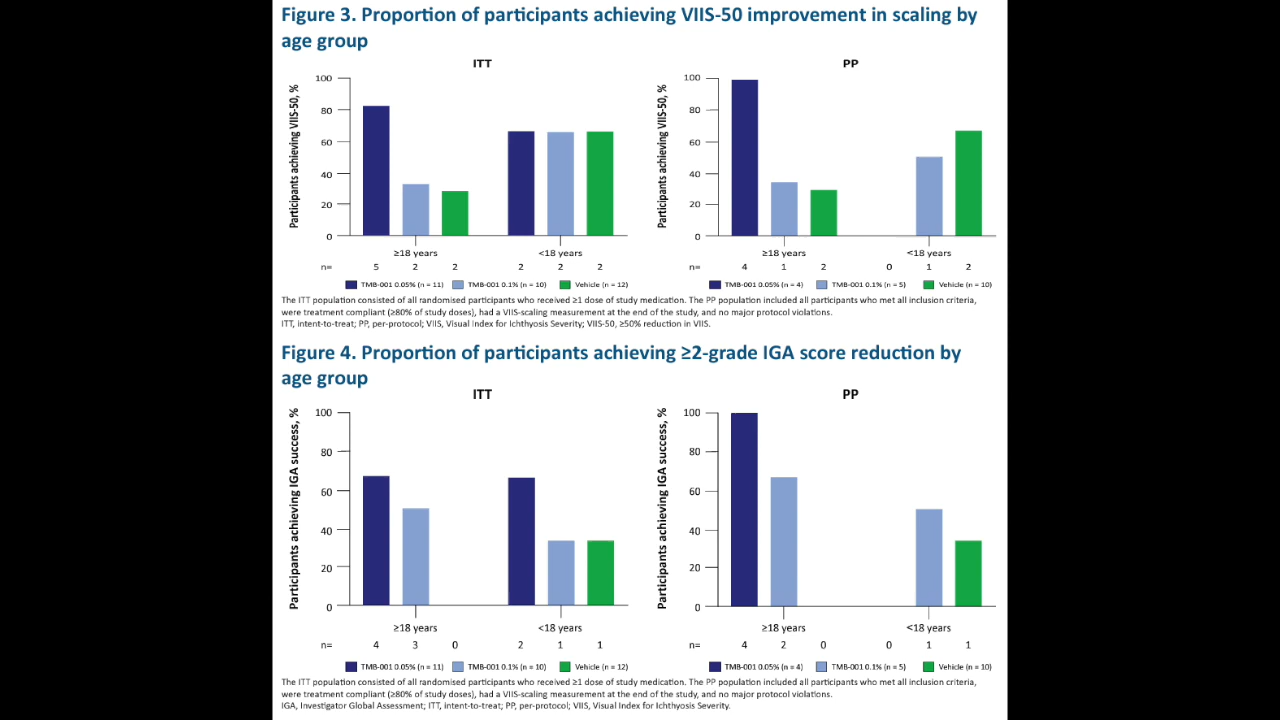 Figure 3. Proportion of participants achieving VIIS-50 improvement in scaling by
age group
ITT
Participants achieving VIIS-50, %
100
80
60
40
20
0
≥18 years
<18 years
n=
5
2
2
2
2
2
TMB-001 0.05% (n = 11)
TMB-001 0.1% (n = 10)
Vehicle (n = 12)
PP
Participants achieving VIIS-50, %
100
80
60
40
20
0
≥18 years
<18 years
n=
4
1
2
0
1
2
TMB-001 0.05% (n = 4)
TMB-001 0.1% (n = 5)
Vehicle (n = 10)
The ITT population consisted of all randomised participants who received ≥1 dose of study medication. The PP population included all participants who met all inclusion criteria,
were treatment compliant (≥80% of study doses), had a VIIS-scaling measurement at the end of the study, and no major protocol violations.
ITT, intent-to-treat; PP, per-protocol; VIIS, Visual Index for Ichthyosis Severity; VIIS-50, ≥50% reduction in VIIS.
Figure 4. Proportion of participants achieving ≥2-grade IGA score reduction by
age group
ITT
Participants achieving IGA success, %
100
80
60
40
20
0
≥18 years
<18 years
n=
4
3
0
2
1
1
TMB-001 0.05% (n = 11)
TMB-001 0.1% (n = 10)
Vehicle (n = 12)
PP
Participants achieving IGA success, %
100
80
60
40
20
0
≥18 years
<18 years
n=
4
2
0
0
1
1
TMB-001 0.05% (n = 4)
TMB-001 0.1% (n = 5)
Vehicle (n = 10)
The ITT population consisted of all randomised participants who received ≥1 dose of study medication. The PP population included all participants who met all inclusion criteria,
were treatment compliant (≥80% of study doses), had a VIIS-scaling measurement at the end of the study, and no major protocol violations.
IGA, Investigator Global Assessment; ITT, intent-to-treat; PP, per-protocol; VIIS, Visual Index for Ichthyosis Severity.